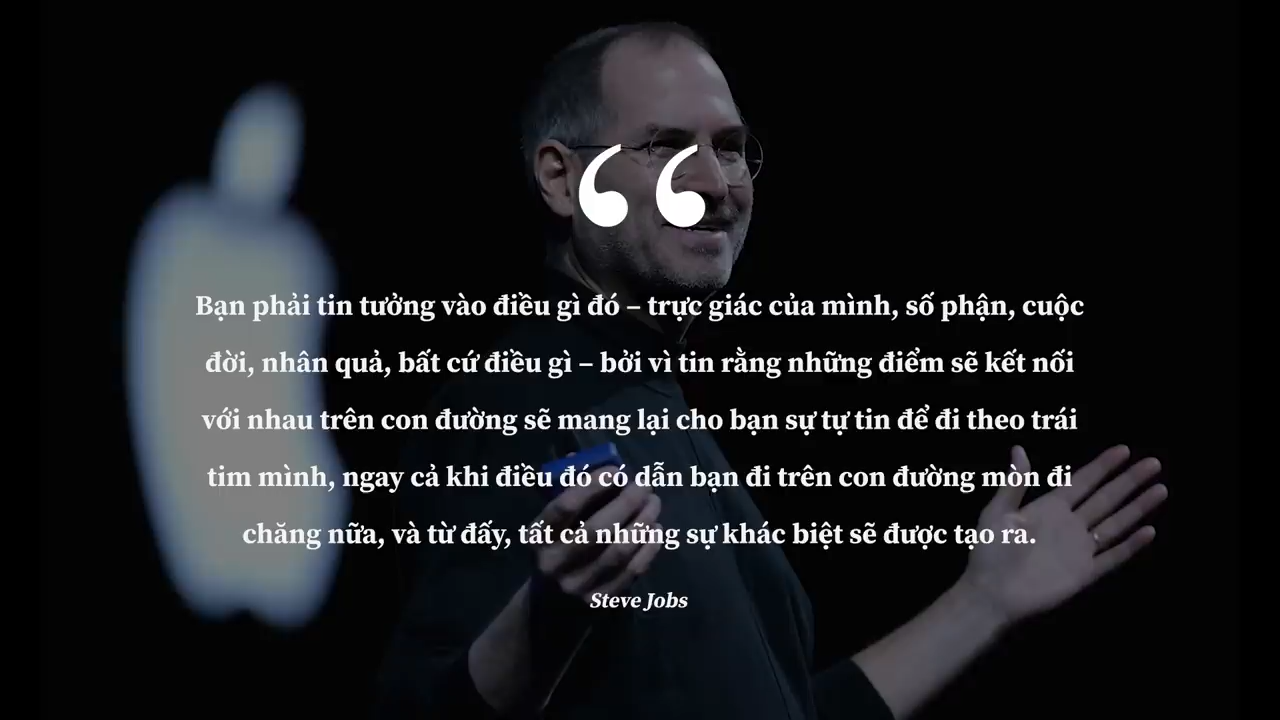 “
Bạn phải tin tưởng vào điều gì đó – trực giác của mình, số phận, cuộc
đời, nhân quả, bất cứ điều gì – bởi vì tin rằng những điểm sẽ kết nối
với nhau trên con đường sẽ mang lại cho bạn sự tự tin để đi theo trái
tim mình, ngay cả khi điều đó có dẫn bạn đi trên con đường mòn đi
chăng nữa, và từ đấy, tất cả những sự khác biệt sẽ được tạo ra.
Steve Jobs